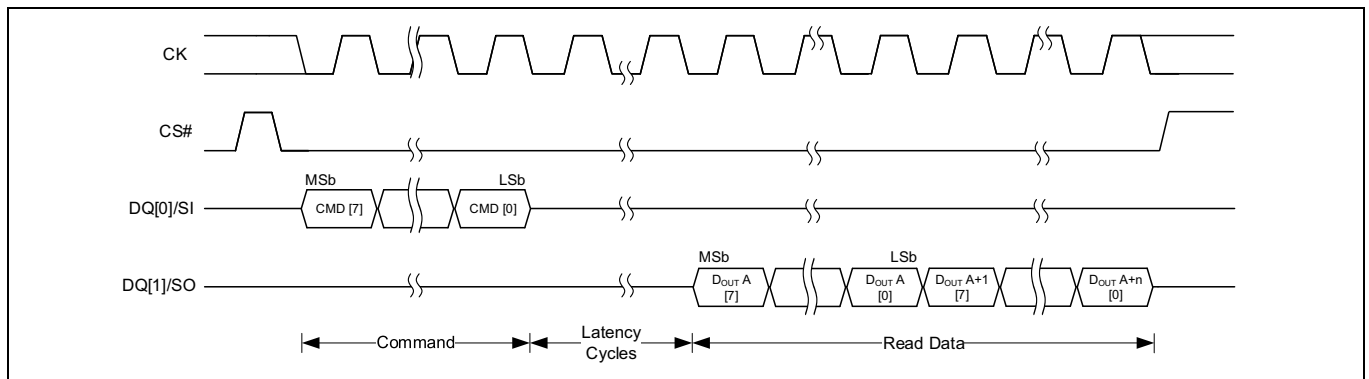 CK
CS#
MSb
LSb
DQ[0]/SI
CMD [7]
CMD [0]
MSb
LSb
DQ[1]/SO
DOUT A
[7]
DOUT A
[0]
DOUT A+1
[7]
DOUT A+n
[0]
Command
Latency
Cycles
Read Data